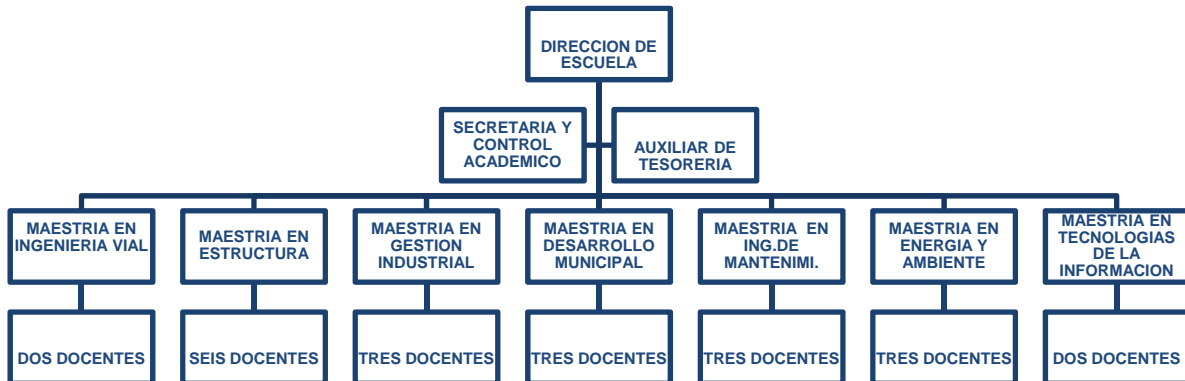 DIRECCION DE
ESCUELA
SECRETARIA Y
CONTROL
ACADEMICO
AUXILIAR DE
TESORERIA
MAESTRIA EN
INGENIERIA VIAL
MAESTRIA EN
ESTRUCTURA
MAESTRIA EN
GESTION
INDUSTRIAL
MAESTRIA EN
DESARROLLO
MUNICIPAL
MAESTRIA EN
ING.DE
MANTENIMI.
MAESTRIA EN
ENERGIA Y
AMBIENTE
MAESTRIA EN
TECNOLOGIAS
DE LA
INFORMACION
DOS DOCENTES
SEIS DOCENTES
TRES DOCENTES
TRES DOCENTES
TRES DOCENTES
TRES DOCENTES
DOS DOCENTES